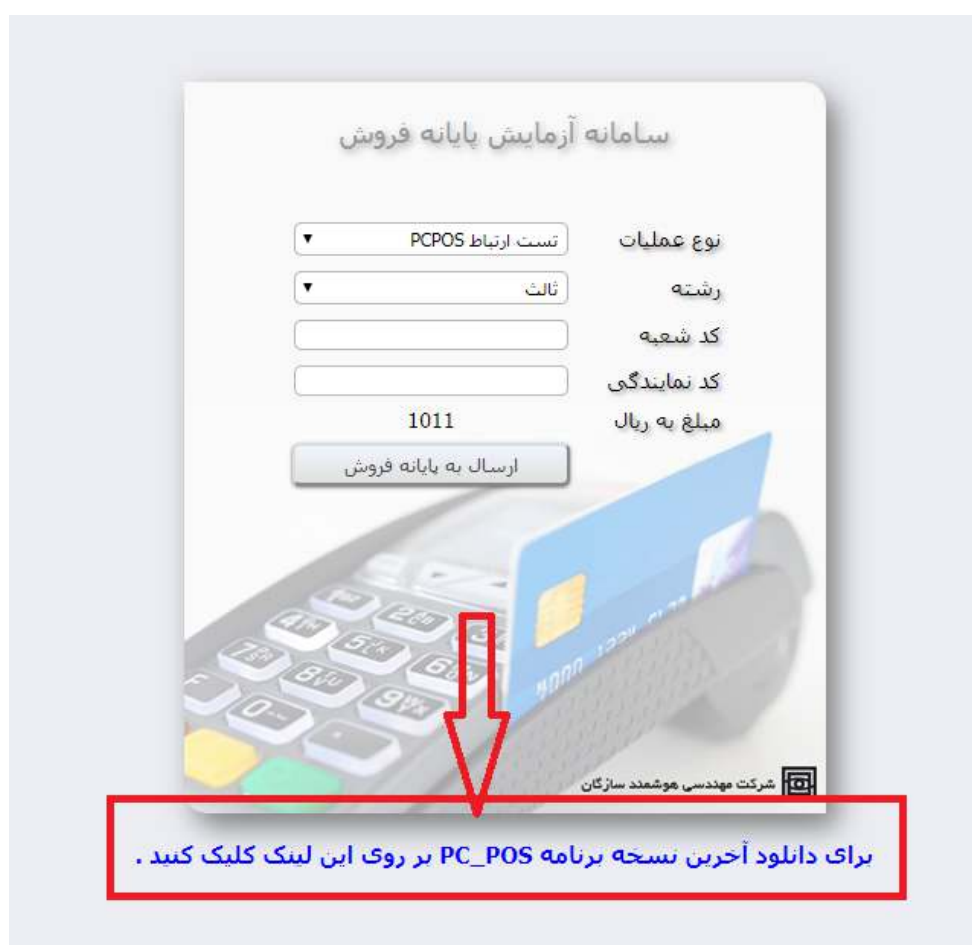 سامانه آزمایش پایانه فروش
نوع عملیات تست ارتباط PCPOS
رشته ثالث
کد شعبه
کد نمایندگی
مبلغ به ریال 1011
ارسال به پایانه فروش
شرکت مهندسی هوشمند سازگان
برای دانلود آخرین نسخه برنامه PC_POS بر روی این لینک کلیک کنید .